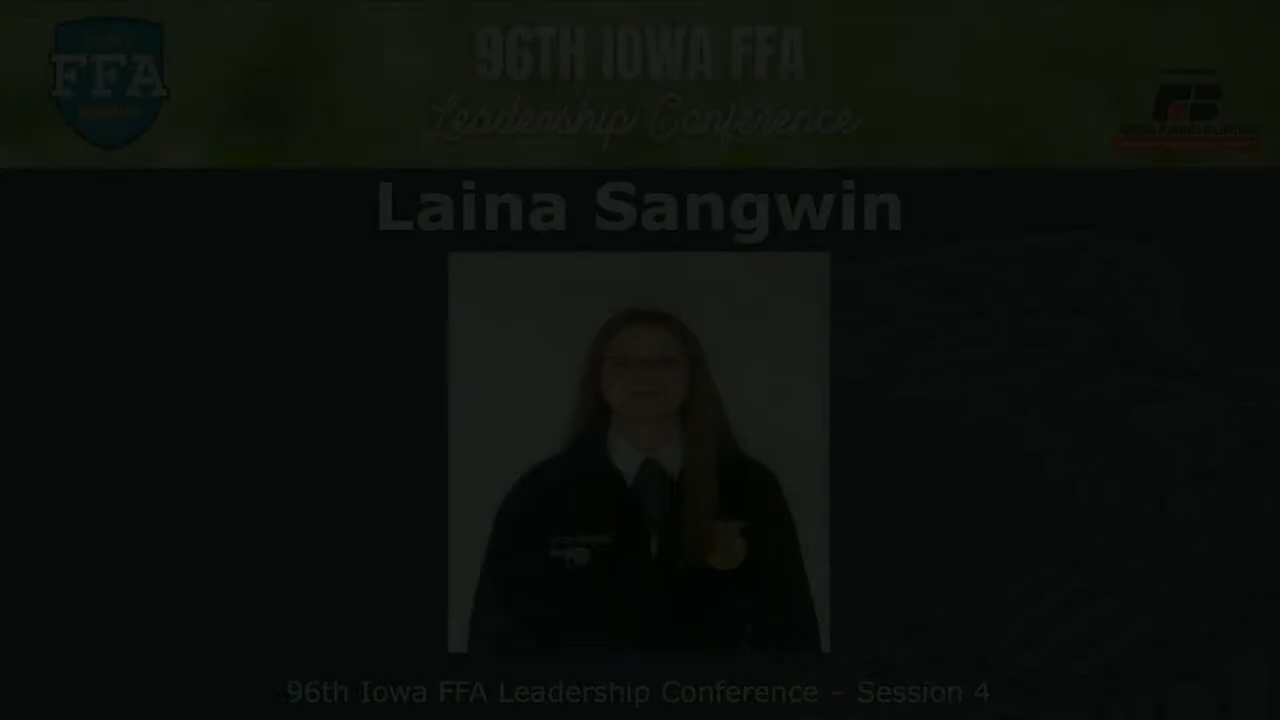 FFA
96TH IOWA FFA
Leadership Conference
Laina Sangwin
96th Iowa FFA Leadership Conference – Session 4